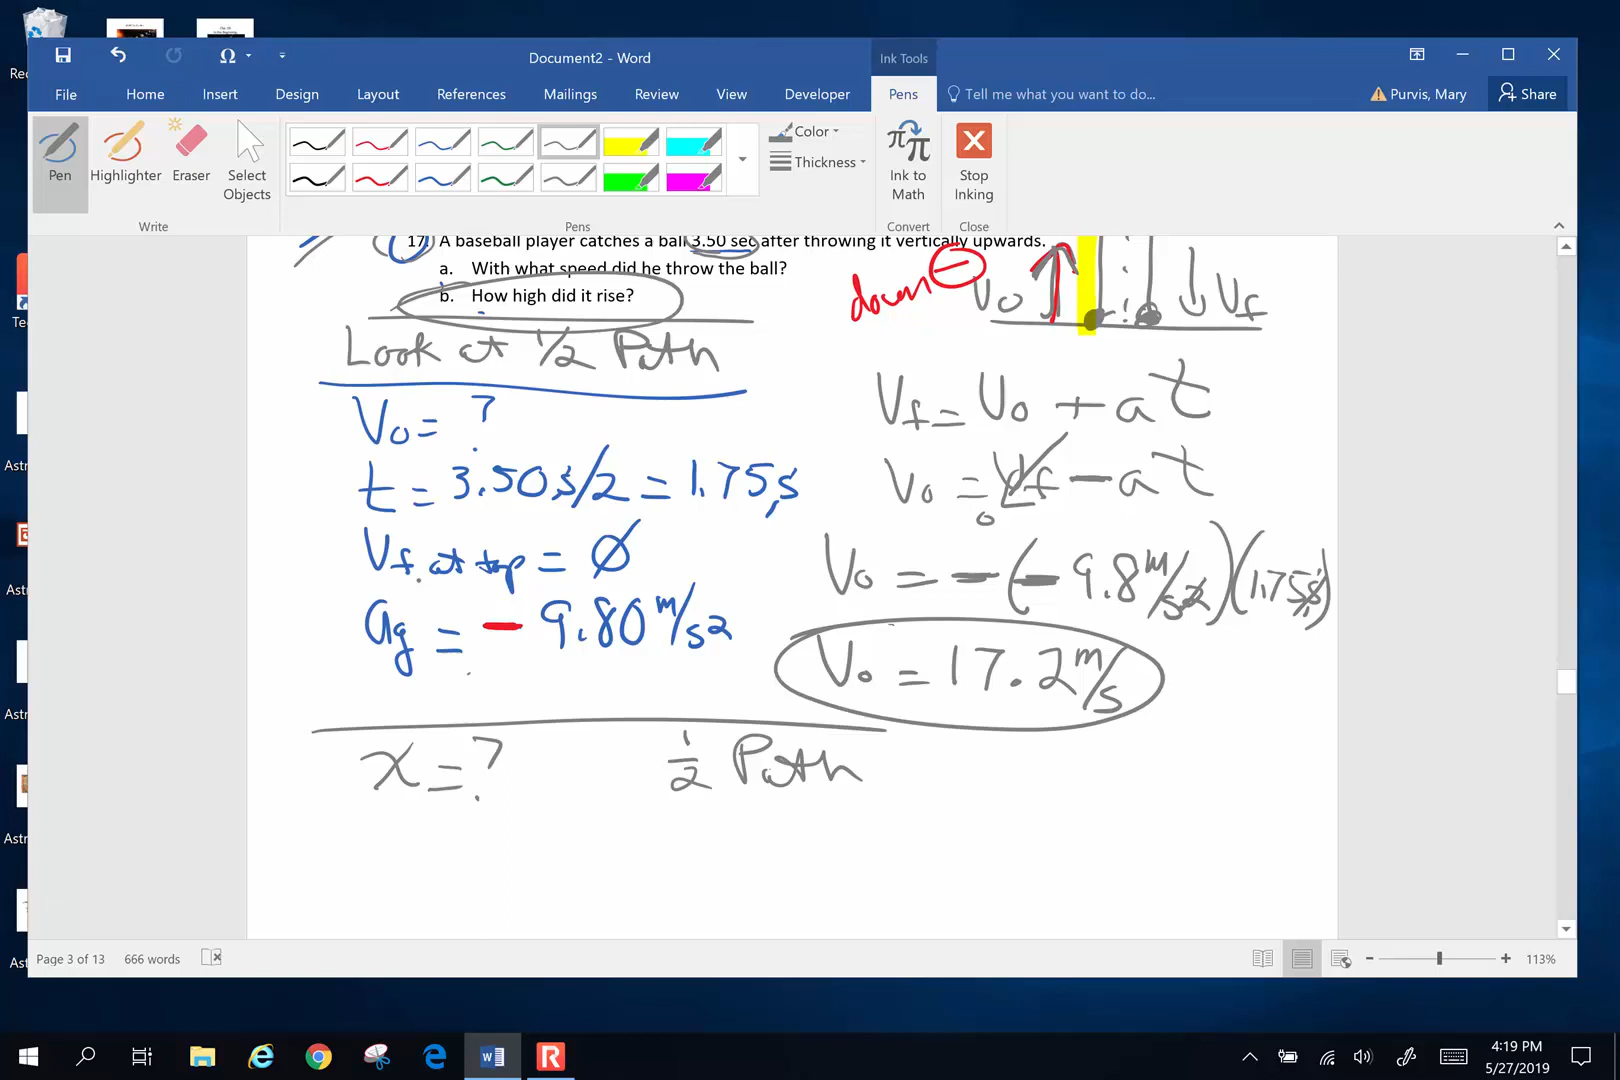 Document2 - Word
Ink Tools
File Home Insert Design Layout References Mailings Review View Developer Pens Tell me what you want to do... Purvis, Mary Share
Pen Highlighter Eraser Select Objects
Color
Thickness
Ink to Math
Stop Inking
Write Pens Convert Close
17. A baseball player catches a ball 3.50 sec after throwing it vertically upwards.
a. With what speed did he throw the ball?
b. How high did it rise?
down −
Vo Vf
Look at 1/2 Path
Vo = ?
t = 3.50s/2 = 1.75s
Vf at top = Ø
ag = - 9.80 m/s2
Vf = Vo + at
Vo = Vf - at
0
Vo = - (- 9.8 m/s2)(1.75s)
Vo = 17.2 m/s
x = ? 1/2 Path
Page 3 of 13 666 words 113%
4:19 PM
5/27/2019